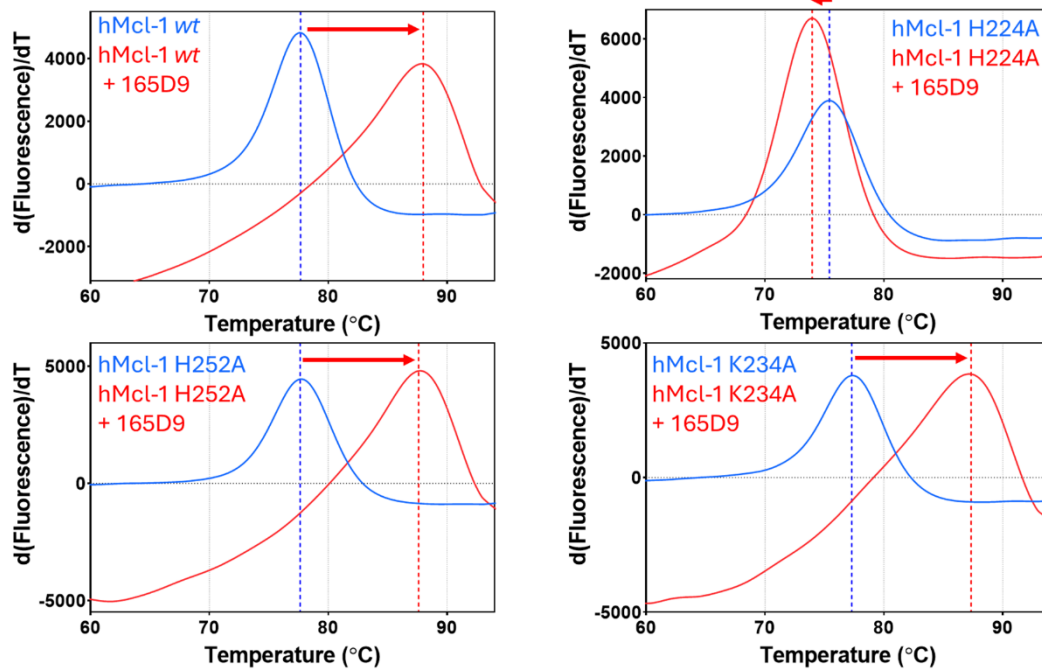 hMcl-1 wt
hMcl-1 wt
+ 165D9
d(Fluorescence)/dT
4000
2000
0
-2000
60
70
80
90
Temperature (°C)
hMcl-1 H224A
hMcl-1 H224A
+ 165D9
d(Fluorescence)/dT
6000
4000
2000
0
-2000
60
70
80
90
Temperature (°C)
hMcl-1 H252A
hMcl-1 H252A
+ 165D9
d(Fluorescence)/dT
5000
0
-5000
60
70
80
90
Temperature (°C)
hMcl-1 K234A
hMcl-1 K234A
+ 165D9
d(Fluorescence)/dT
5000
0
-5000
60
70
80
90
Temperature (°C)